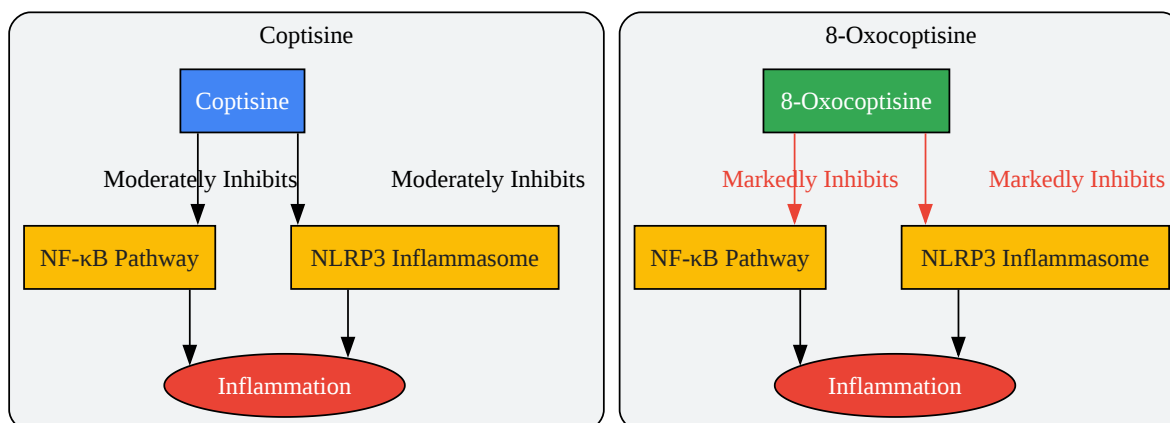 Coptisine
Coptisine
Moderately Inhibits
Moderately Inhibits
NF-κB Pathway
NLRP3 Inflammasome
Inflammation
8-Oxocoptisine
8-Oxocoptisine
Markedly Inhibits
Markedly Inhibits
NF-κB Pathway
NLRP3 Inflammasome
Inflammation